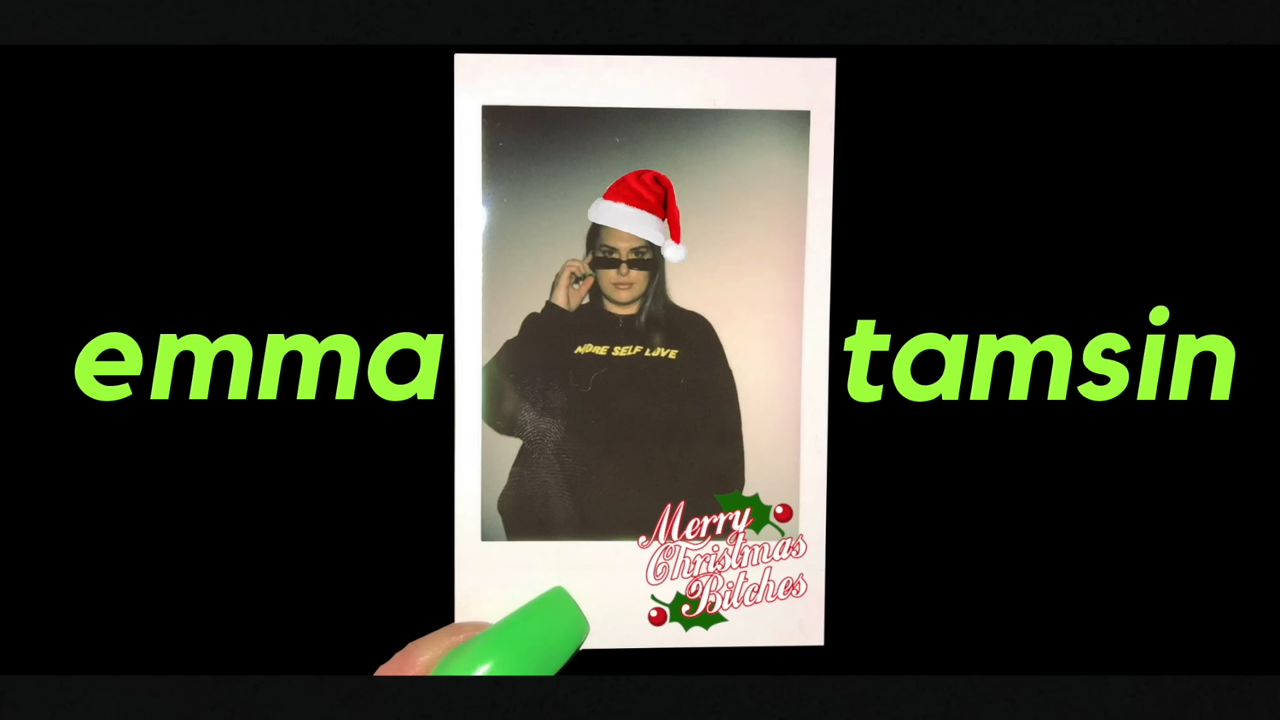 emma
tamsin
MORE SELF LOVE
Merry
Christmas
Bitches